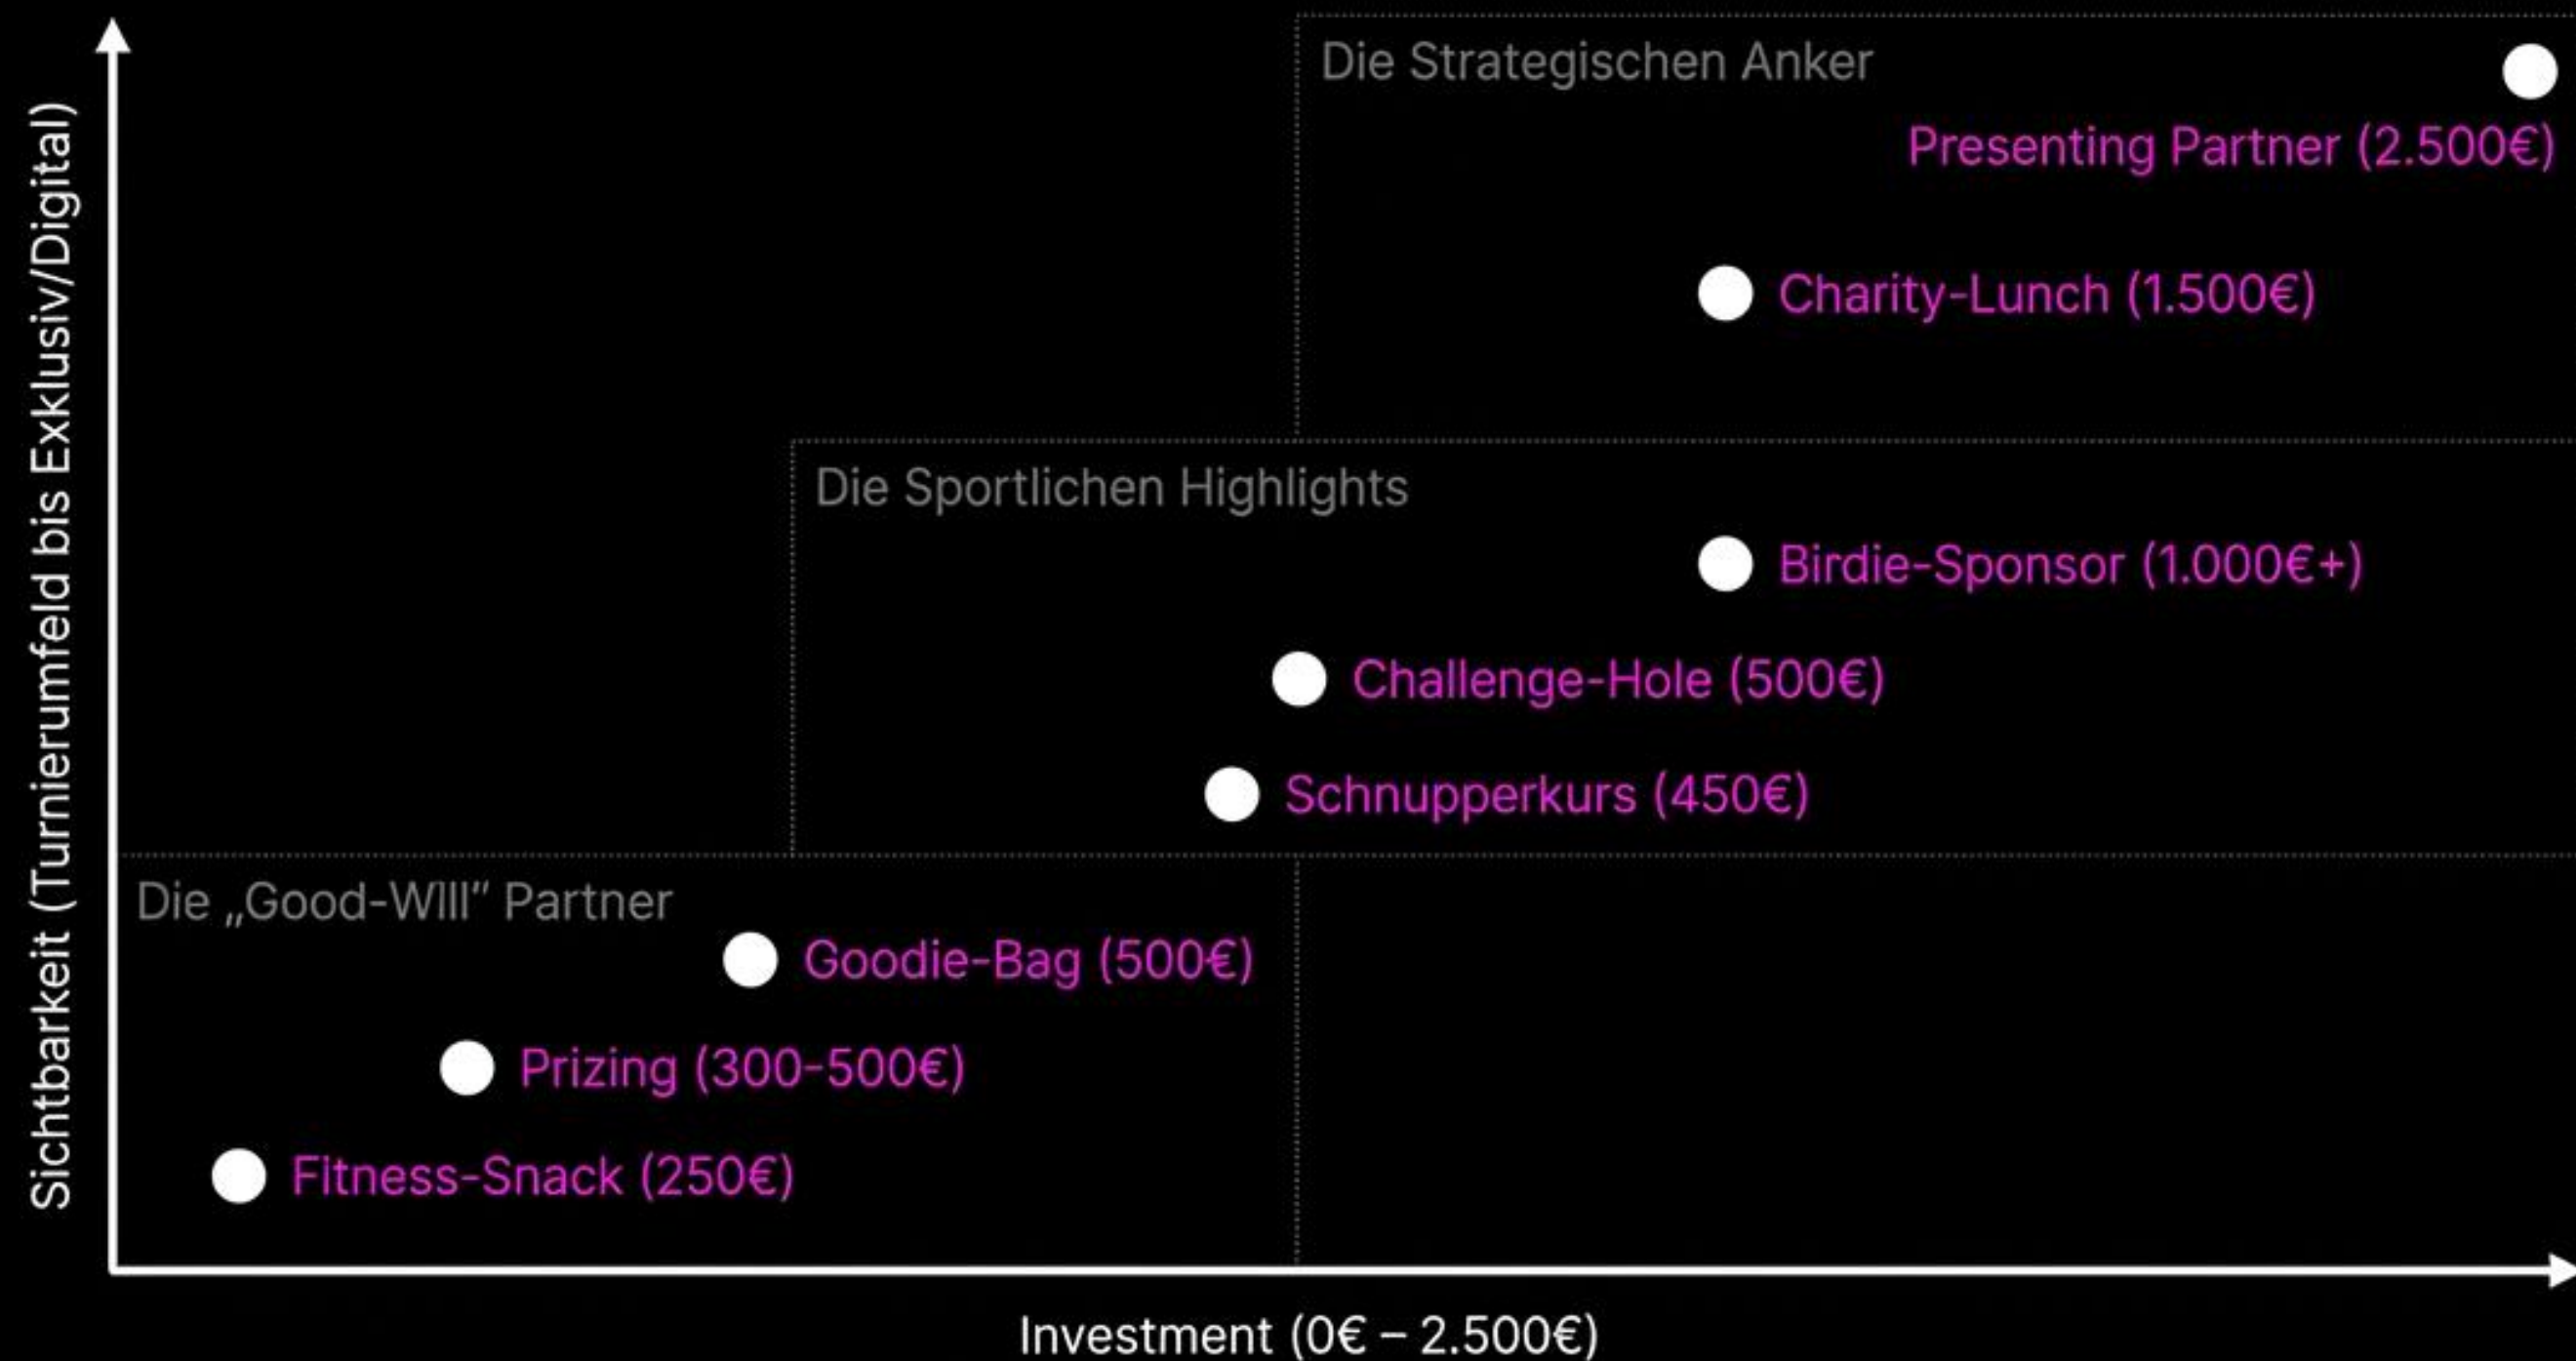 Sichtbarkeit (Turnierumfeld bis Exklusiv/Digital)
Die Strategischen Anker
Presenting Partner (2.500€)
Charity-Lunch (1.500€)
Die Sportlichen Highlights
Birdie-Sponsor (1.000€+)
Challenge-Hole (500€)
Schnupperkurs (450€)
Die „Good-WIll” Partner
Goodie-Bag (500€)
Prizing (300-500€)
FItness-Snack (250€)
Investment (0€ – 2.500€)